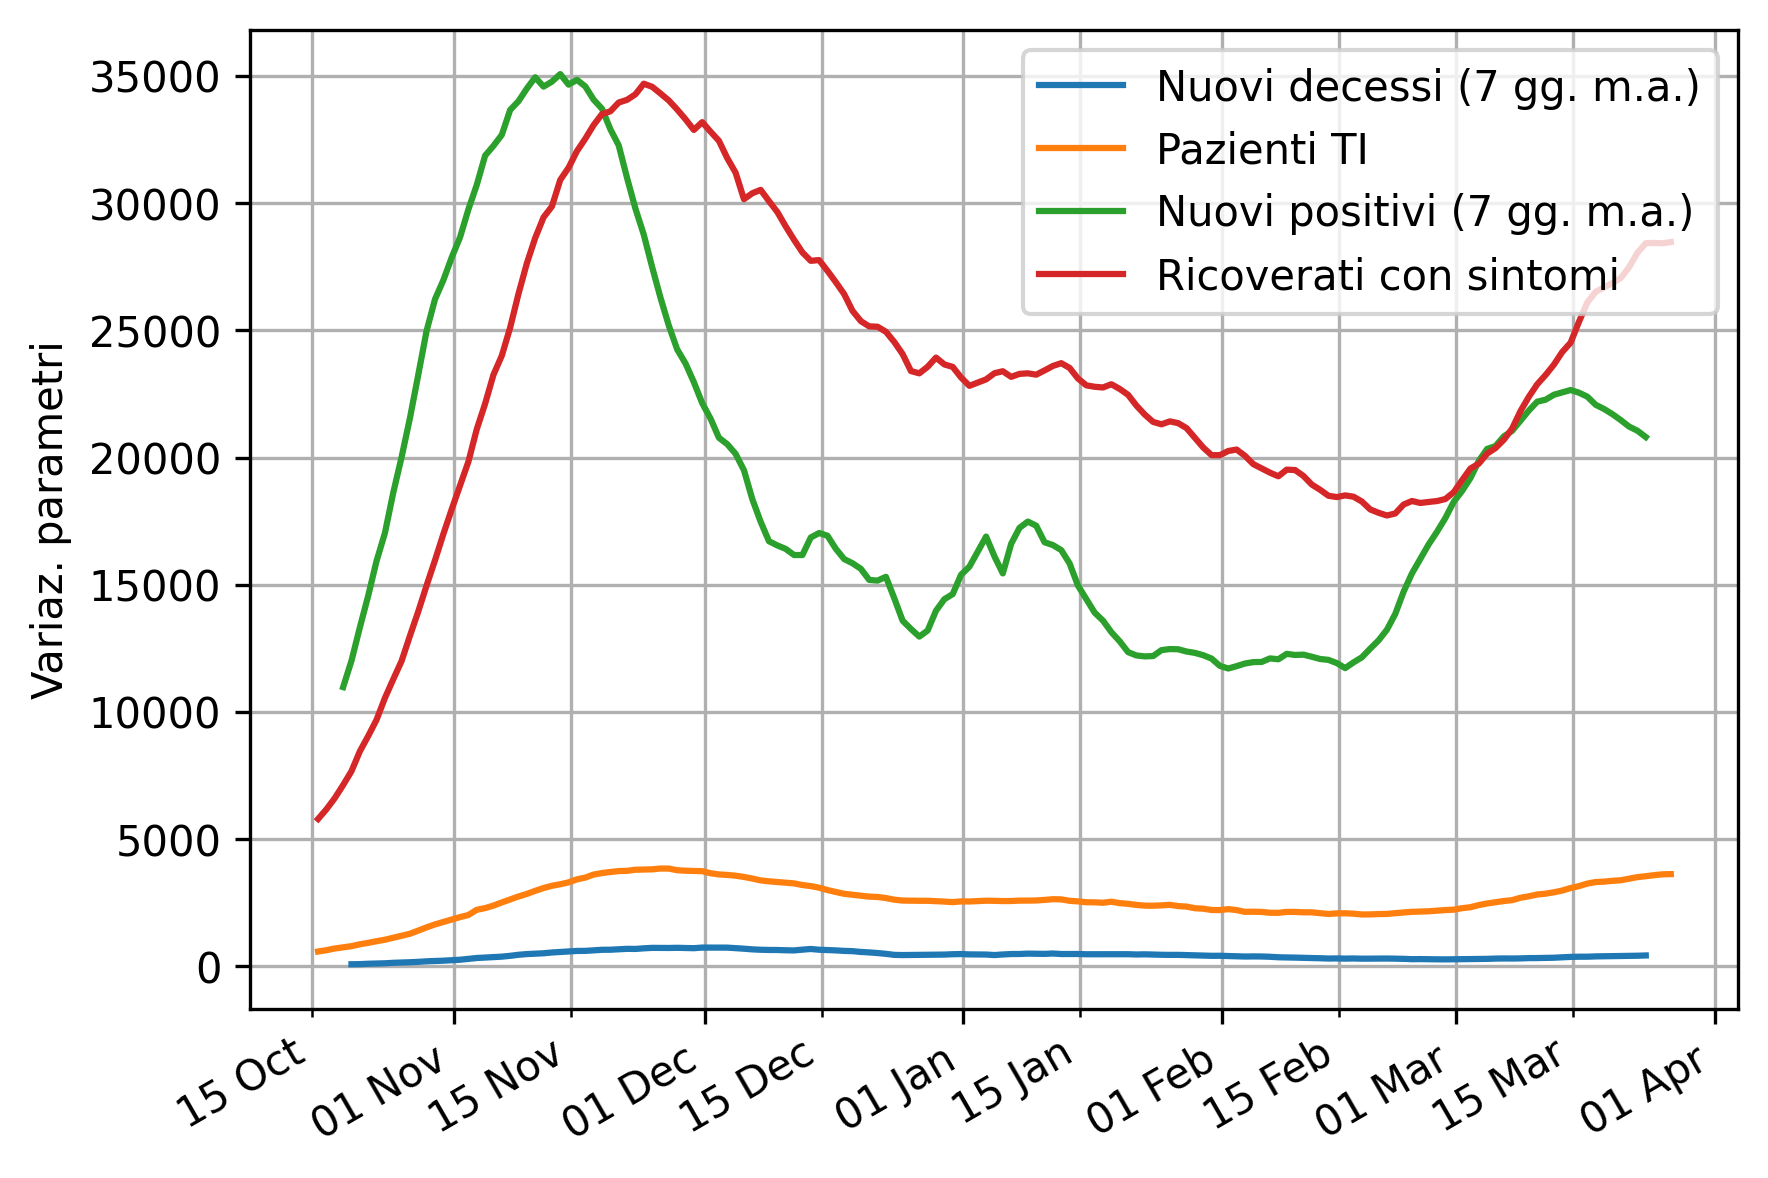 Nuovi decessi (7 gg. m.a.)
Pazienti TI
Nuovi positivi (7 gg. m.a.)
Ricoverati con sintomi
Variaz. parametri
35000
30000
25000
20000
15000
10000
5000
0
15 Oct
01 Nov
15 Nov
01 Dec
15 Dec
01 Jan
15 Jan
01 Feb
15 Feb
01 Mar
15 Mar
01 Apr